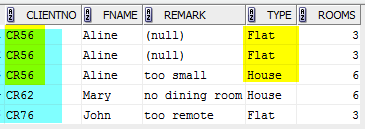 CLIENTNO FNAME REMARK TYPE ROOMS
CR56 Aline (null) Flat 3
CR56 Aline (null) Flat 3
CR56 Aline too small House 6
CR62 Mary no dining room House 6
CR76 John too remote Flat 3